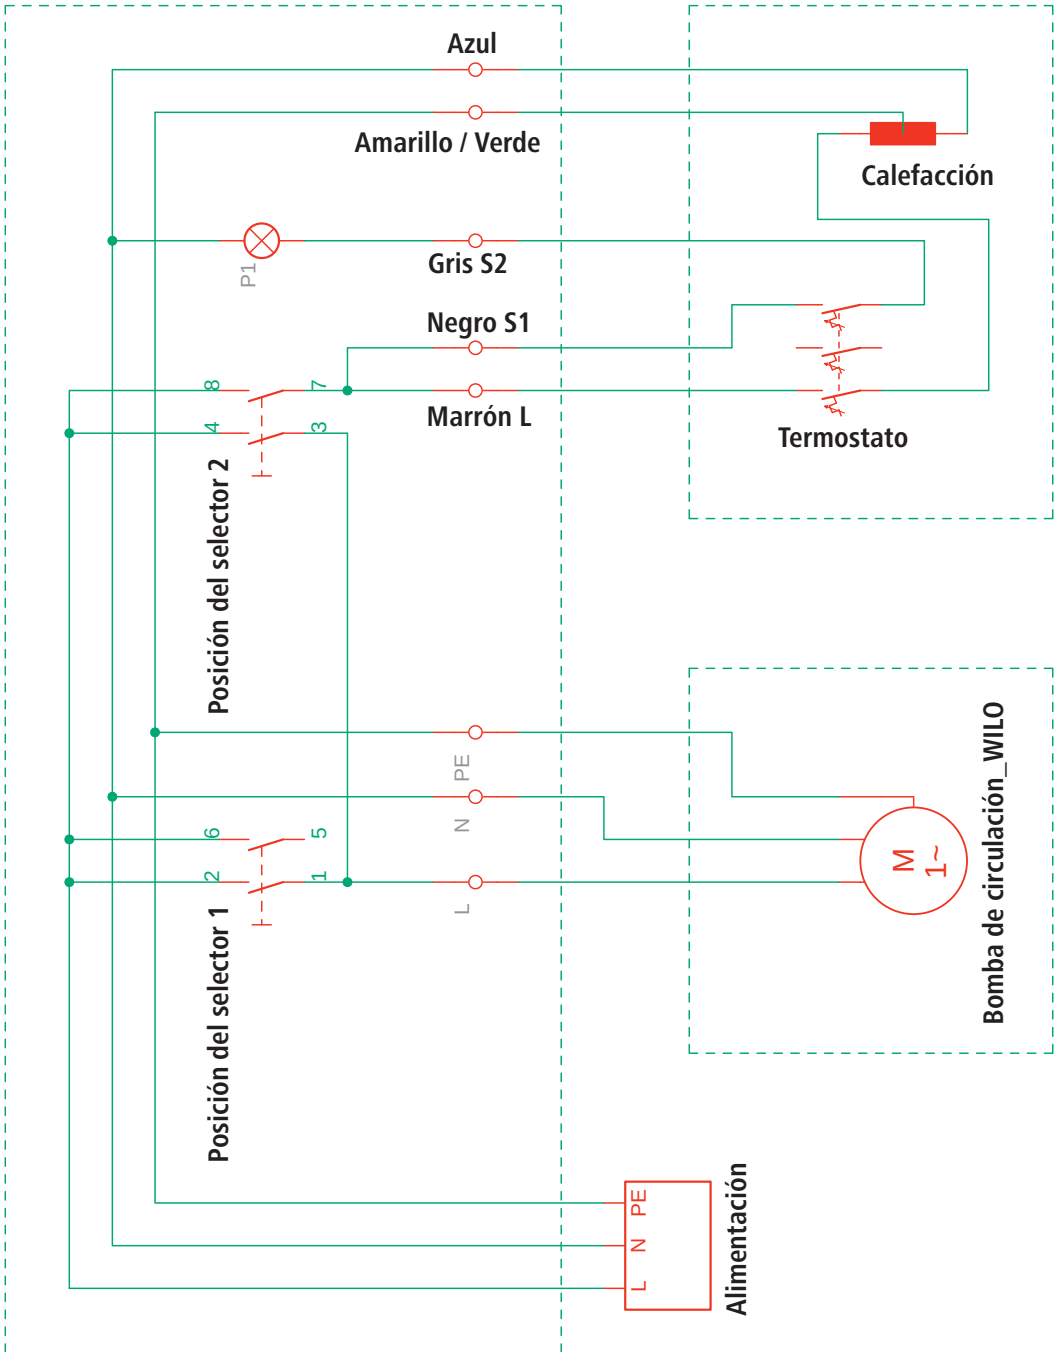 Azul
Amarillo / Verde
Calefacción
P1
Gris S2
Negro S1
8
7
Marrón L
4
3
Termostato
Posición del selector 2
PE
N
6
5
2
1
L
Posición del selector 1
M
1~
Bomba de circulación_WILO
PE
N
L
Alimentación